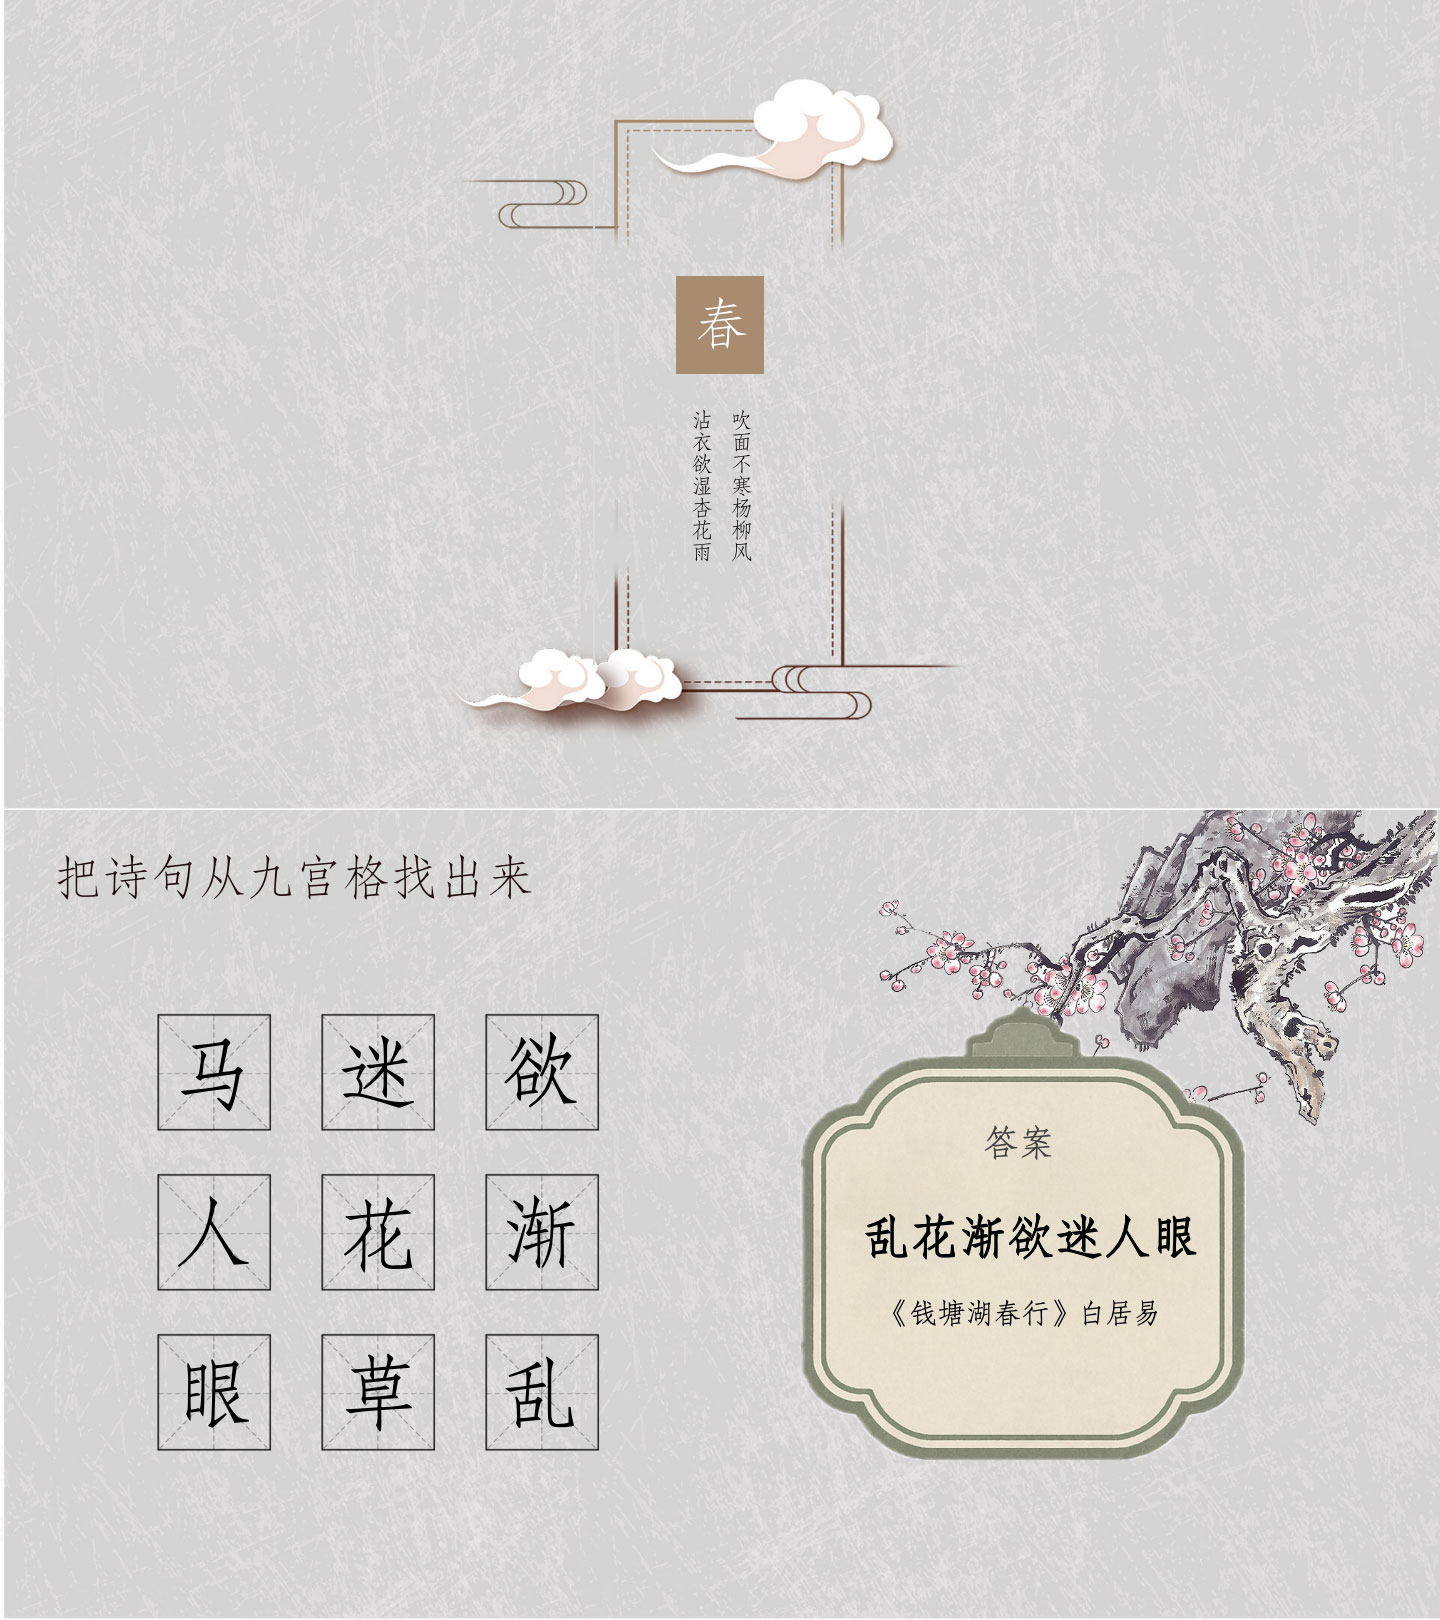 春
吹面不寒杨柳风
沾衣欲湿杏花雨
把诗句从九宫格找出来
马 迷 欲
人 花 渐
眼 草 乱
答案
乱花渐欲迷人眼
《钱塘湖春行》白居易